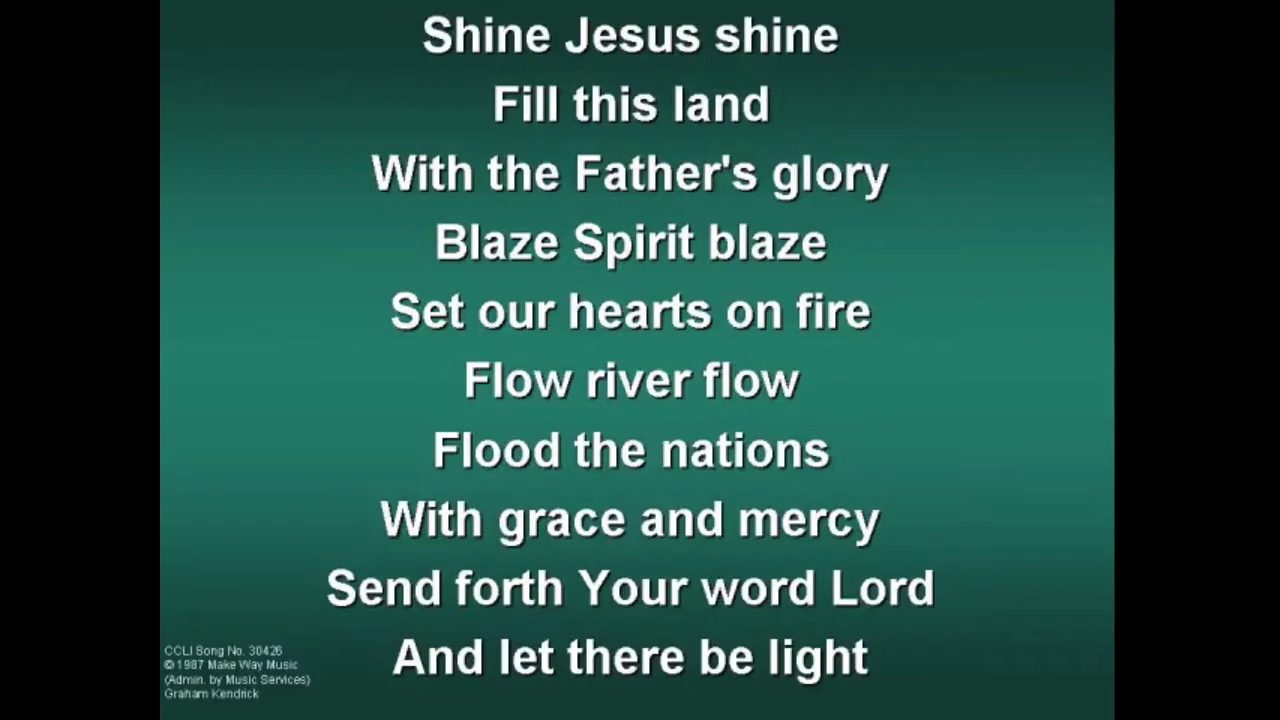 Shine Jesus shine
Fill this land
With the Father's glory
Blaze Spirit blaze
Set our hearts on fire
Flow river flow
Flood the nations
With grace and mercy
Send forth Your word Lord
And let there be light
CCLI Song No. 30426
© 1987 Make Way Music
(Admin. by Music Services)
Graham Kendrick